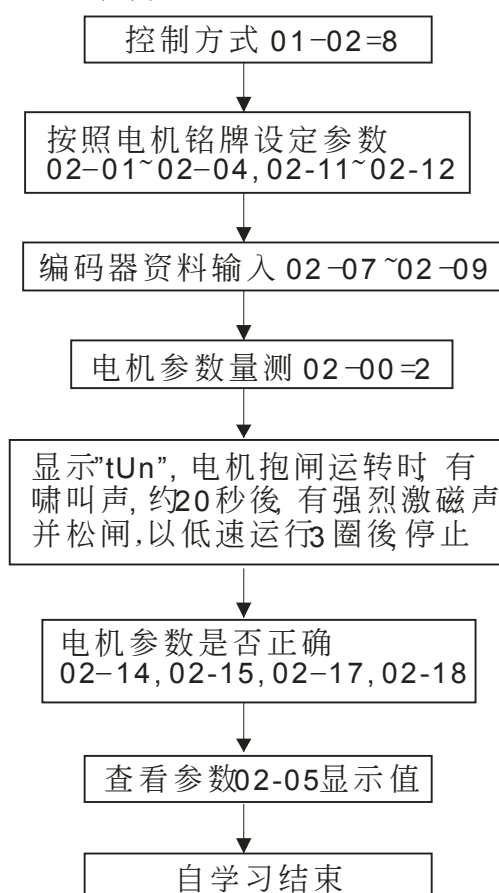 控制方式 01-02=8
按照电机铭牌设定参数
02-01~02-04, 02-11~02-12
编码器资料输入 02-07~02-09
电机参数量测 02-00=2
显示”tUn”, 电机抱闸运转时, 有
啸叫声, 约20秒後, 有强烈激磁声
并松闸,以低速运行3圈後,停止
电机参数是否正确
02-14, 02-15, 02-17, 02-18
查看参数02-05显示值
自学习结束